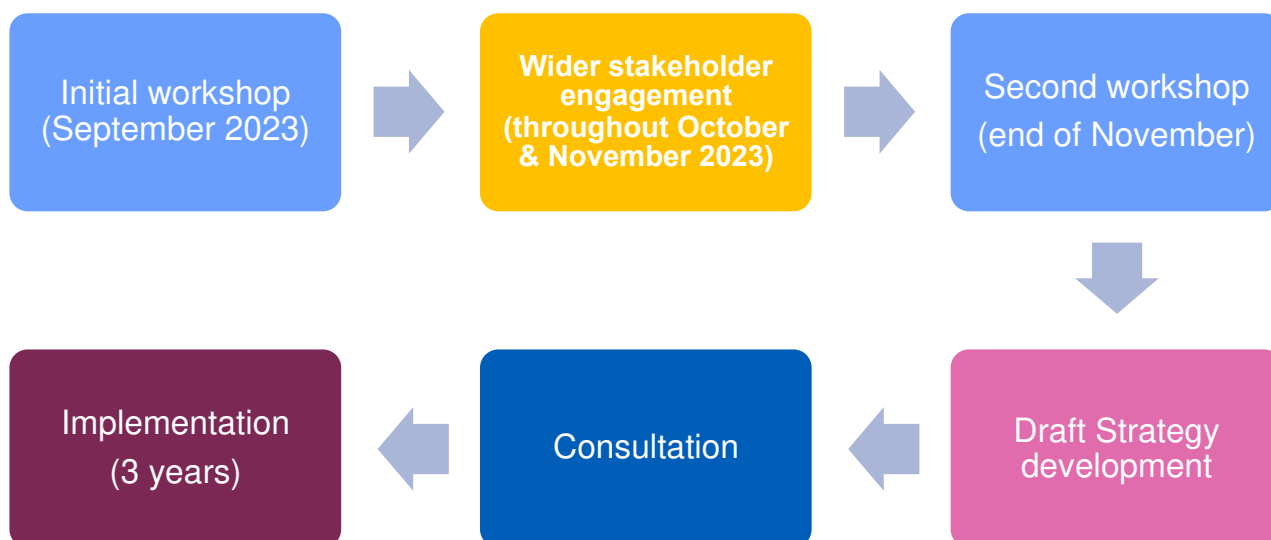 Initial workshop
(September 2023)
Wider stakeholder
engagement
(throughout October
& November 2023)
Second workshop
(end of November)
Draft Strategy
development
Consultation
Implementation
(3 years)